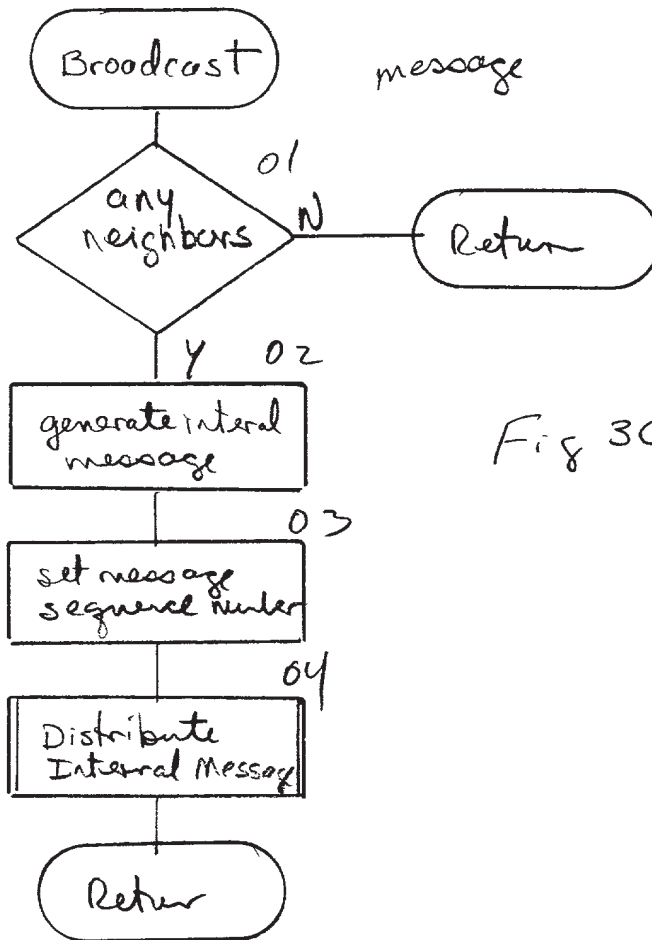 Broadcast
message
01
any
neighbors
N
Return
Y
02
generate interal
message
Fig 30
03
set message
sequence number
04
Distribute
Internal Message
Return